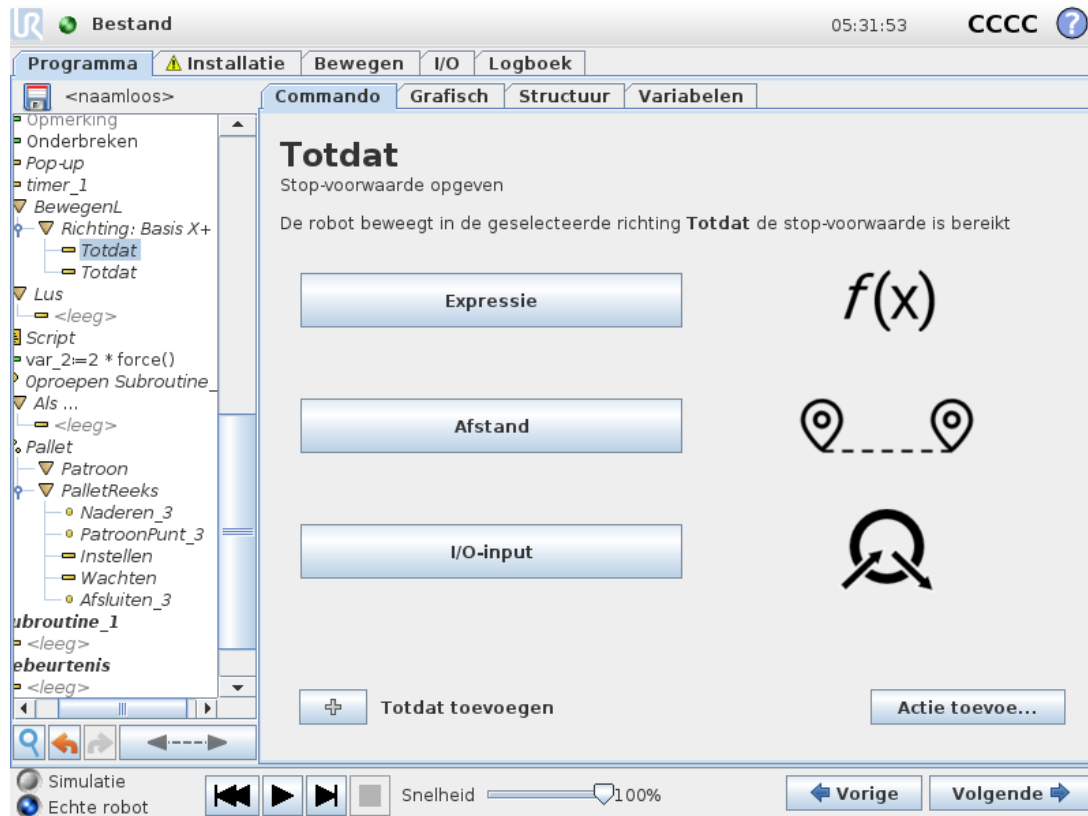 UR Bestand 05:31:53 CCCC ?
Programma Installatie Bewegen I/O Logboek
<naamloos>
Commando Grafisch Structuur Variabelen
Opmerking
Onderbreken
Pop-up
timer_1
BewegenL
Richting: Basis X+
Totdat
Totdat
Lus
<leeg>
Script
var_2:=2 * force()
Oproepen Subroutine_
Als ...
<leeg>
Pallet
Patroon
PalletReeks
Naderen_3
PatroonPunt_3
Instellen
Wachten
Afsluiten_3
ubroutine_1
<leeg>
ebeurtenis
<leeg>
Totdat
Stop-voorwaarde opgeven
De robot beweegt in de geselecteerde richting Totdat de stop-voorwaarde is bereikt
Expressie f(x)
Afstand
I/O-input
Totdat toevoegen Actie toevoe...
Simulatie
Echte robot
Snelheid 100%
Vorige Volgende